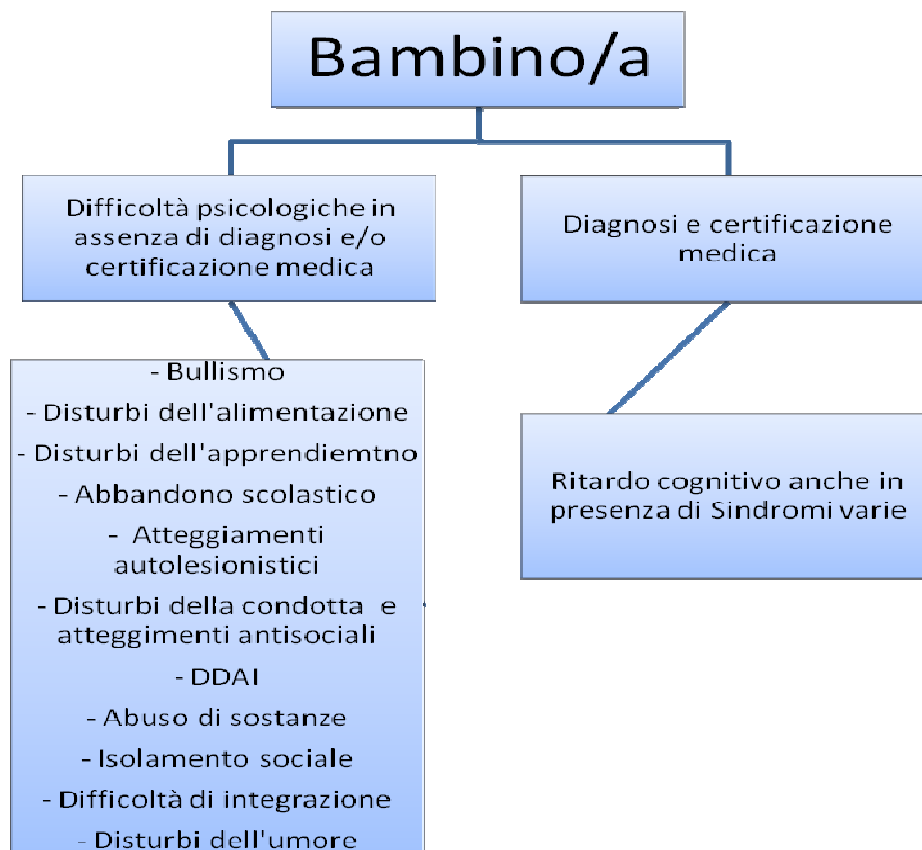 Bambino/a
Difficoltà psicologiche in
assenza di diagnosi e/o
certificazione medica
Diagnosi e certificazione
medica
- Bullismo
- Disturbi dell'alimentazione
- Disturbi dell'apprendiemtno
- Abbandono scolastico
- Atteggiamenti
autolesionistici
- Disturbi della condotta e
atteggimenti antisociali
- DDAI
- Abuso di sostanze
- Isolamento sociale
- Difficoltà di integrazione
- Disturbi dell'umore
Ritardo cognitivo anche in
presenza di Sindromi varie